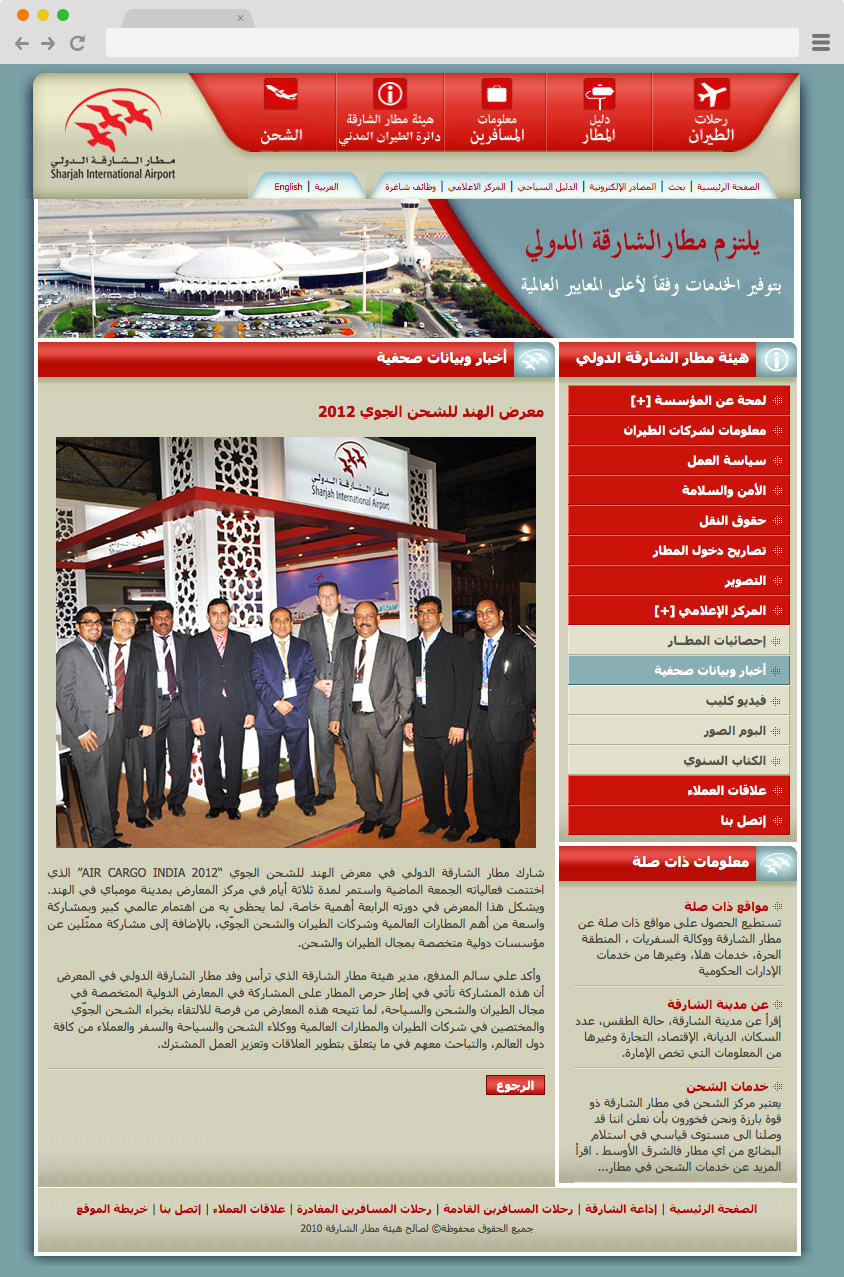 مطار الشارقة الدولي
Sharjah International Airport
رحلات
الطيران
دليل
المطار
معلومات
المسافرين
هيئة مطار الشارقة
دائرة الطيران المدني
الشحن
الصفحة الرئيسية | بحث | المصادر الإلكترونية | الدليل السياحي | المركز الاعلامي | وظائف شاغرة
العربية | English
يلتزم مطارالشارقة الدولي
بتوفير الخدمات وفقاً لأعلى المعايير العالمية
هيئة مطار الشارقة الدولي
لمحة عن المؤسسة [+]
معلومات لشركات الطيران
سياسة العمل
الأمن والسلامة
حقوق النقل
تصاريح دخول المطار
التصوير
المركز الإعلامي [+]
إحصائيات المطــار
أخبار وبيانات صحفية
فيديو كليب
البوم الصور
الكتاب السنوي
علاقات العملاء
إتصل بنا
معلومات ذات صلة
مواقع ذات صلة
تستطيع الحصول على مواقع ذات صلة عن
مطار الشارقة ووكالة السفريات ، المنطقة
الحرة، خدمات هلا، وغيرها من خدمات
الإدارات الحكومية
عن مدينة الشارقة
إقرأ عن مدينة الشارقة، حالة الطقس، عدد
السكان، الديانة، الإقتصاد، التجارة وغيرها
من المعلومات التي تخص الإمارة.
خدمات الشحن
يعتبر مركز الشحن في مطار الشارقة ذو
قوة بارزة ونحن فخورون بأن نعلن اننا قد
وصلنا الى مستوى قياسي في استلام
البضائع من اي مطار فالشرق الأوسط . اقرأ
المزيد عن خدمات الشحن في مطار...
أخبار وبيانات صحفية
معرض الهند للشحن الجوي 2012
مطار الشارقة الدولي
Sharjah International Airport
شارك مطار الشارقة الدولي في معرض الهند للشحن الجوي “AIR CARGO INDIA 2012” الذي
اختتمت فعالياته الجمعة الماضية واستمر لمدة ثلاثة أيام في مركز المعارض بمدينة مومباي في الهند.
ويشكل هذا المعرض في دورته الرابعة أهمية خاصة، لما يحظى به من اهتمام عالمي كبير وبمشاركة
واسعة من أهم المطارات العالمية وشركات الطيران والشحن الجوّي، بالإضافة إلى مشاركة ممثّلين عن
مؤسسات دولية متخصصة بمجال الطيران والشحن.
وأكد علي سالم المدفع، مدير هيئة مطار الشارقة الذي ترأس وفد مطار الشارقة الدولي في المعرض
أن هذه المشاركة تأتي في إطار حرص المطار على المشاركة في المعارض الدولية المتخصصة في
مجال الطيران والشحن والسياحة، لما تتيحه هذه المعارض من فرصة للالتقاء بخبراء الشحن الجوّي
والمختصين في شركات الطيران والمطارات العالمية ووكلاء الشحن والسياحة والسفر والعملاء من كافة
دول العالم، والتباحث معهم في ما يتعلق بتطوير العلاقات وتعزيز العمل المشترك.
الرجوع
الصفحة الرئيسية | إذاعة الشارقة | رحلات المسافرين القادمة | رحلات المسافرين المغادرة | علاقات العملاء | إتصل بنا | خريطة الموقع
جميع الحقوق محفوظة© لصالح هيئة مطار الشارقة 2010